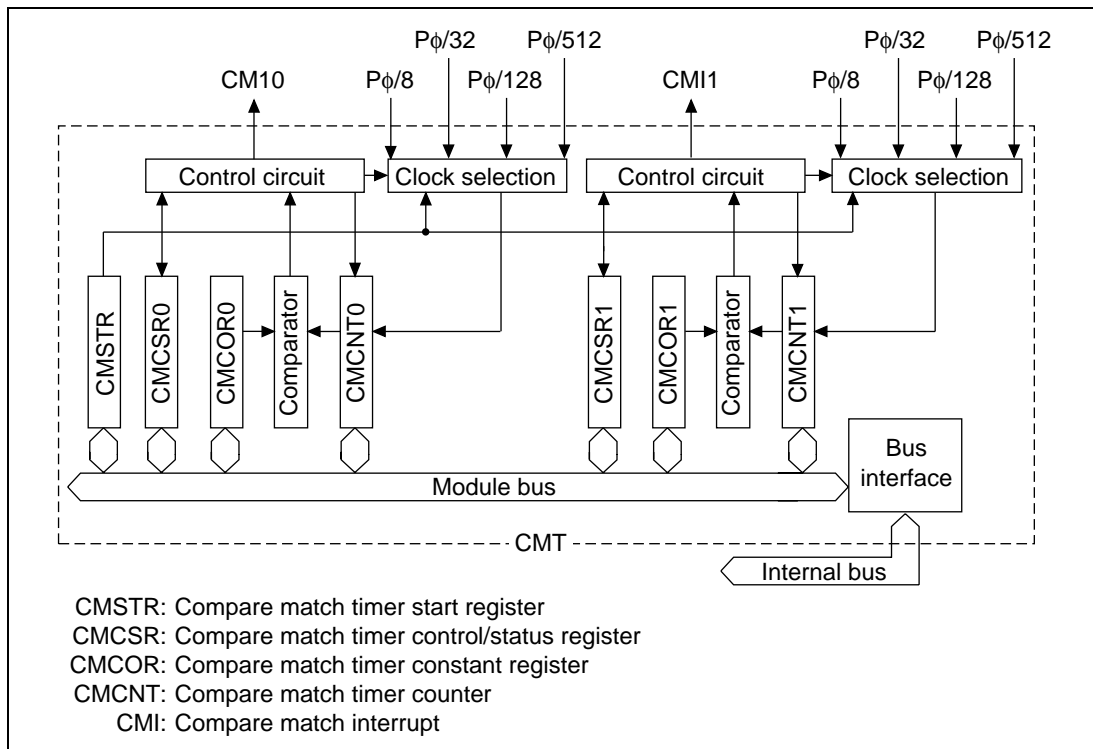 Pϕ/32 Pϕ/512 Pϕ/32 Pϕ/512
CM10 Pϕ/8 Pϕ/128 CMI1 Pϕ/8 Pϕ/128
Control circuit Clock selection Control circuit Clock selection
CMSTR
CMCSR0
CMCOR0
Comparator
CMCNT0
CMCSR1
CMCOR1
Comparator
CMCNT1
Bus
interface
Module bus
CMT
Internal bus
CMSTR: Compare match timer start register
CMCSR: Compare match timer control/status register
CMCOR: Compare match timer constant register
CMCNT: Compare match timer counter
CMI: Compare match interrupt